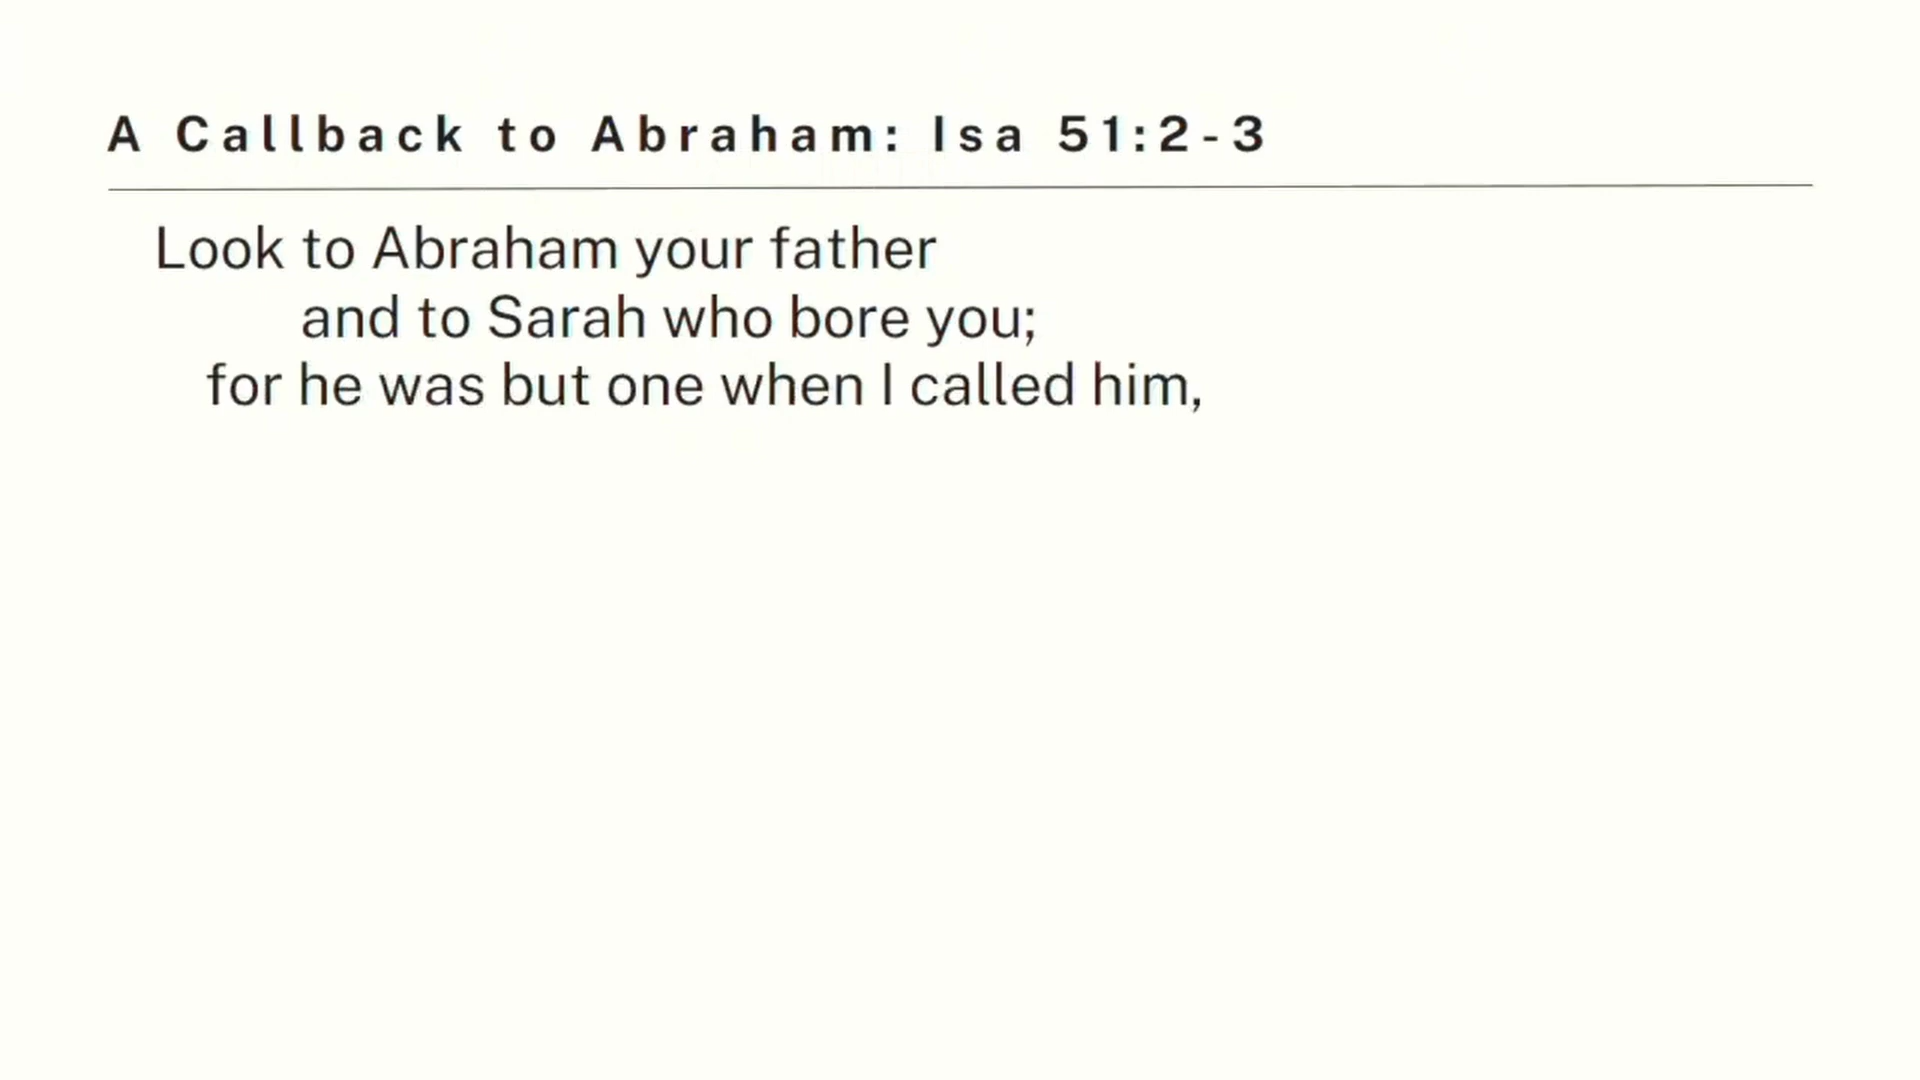 A Callback to Abraham: Isa 51:2-3
Look to Abraham your father
and to Sarah who bore you;
for he was but one when I called him,